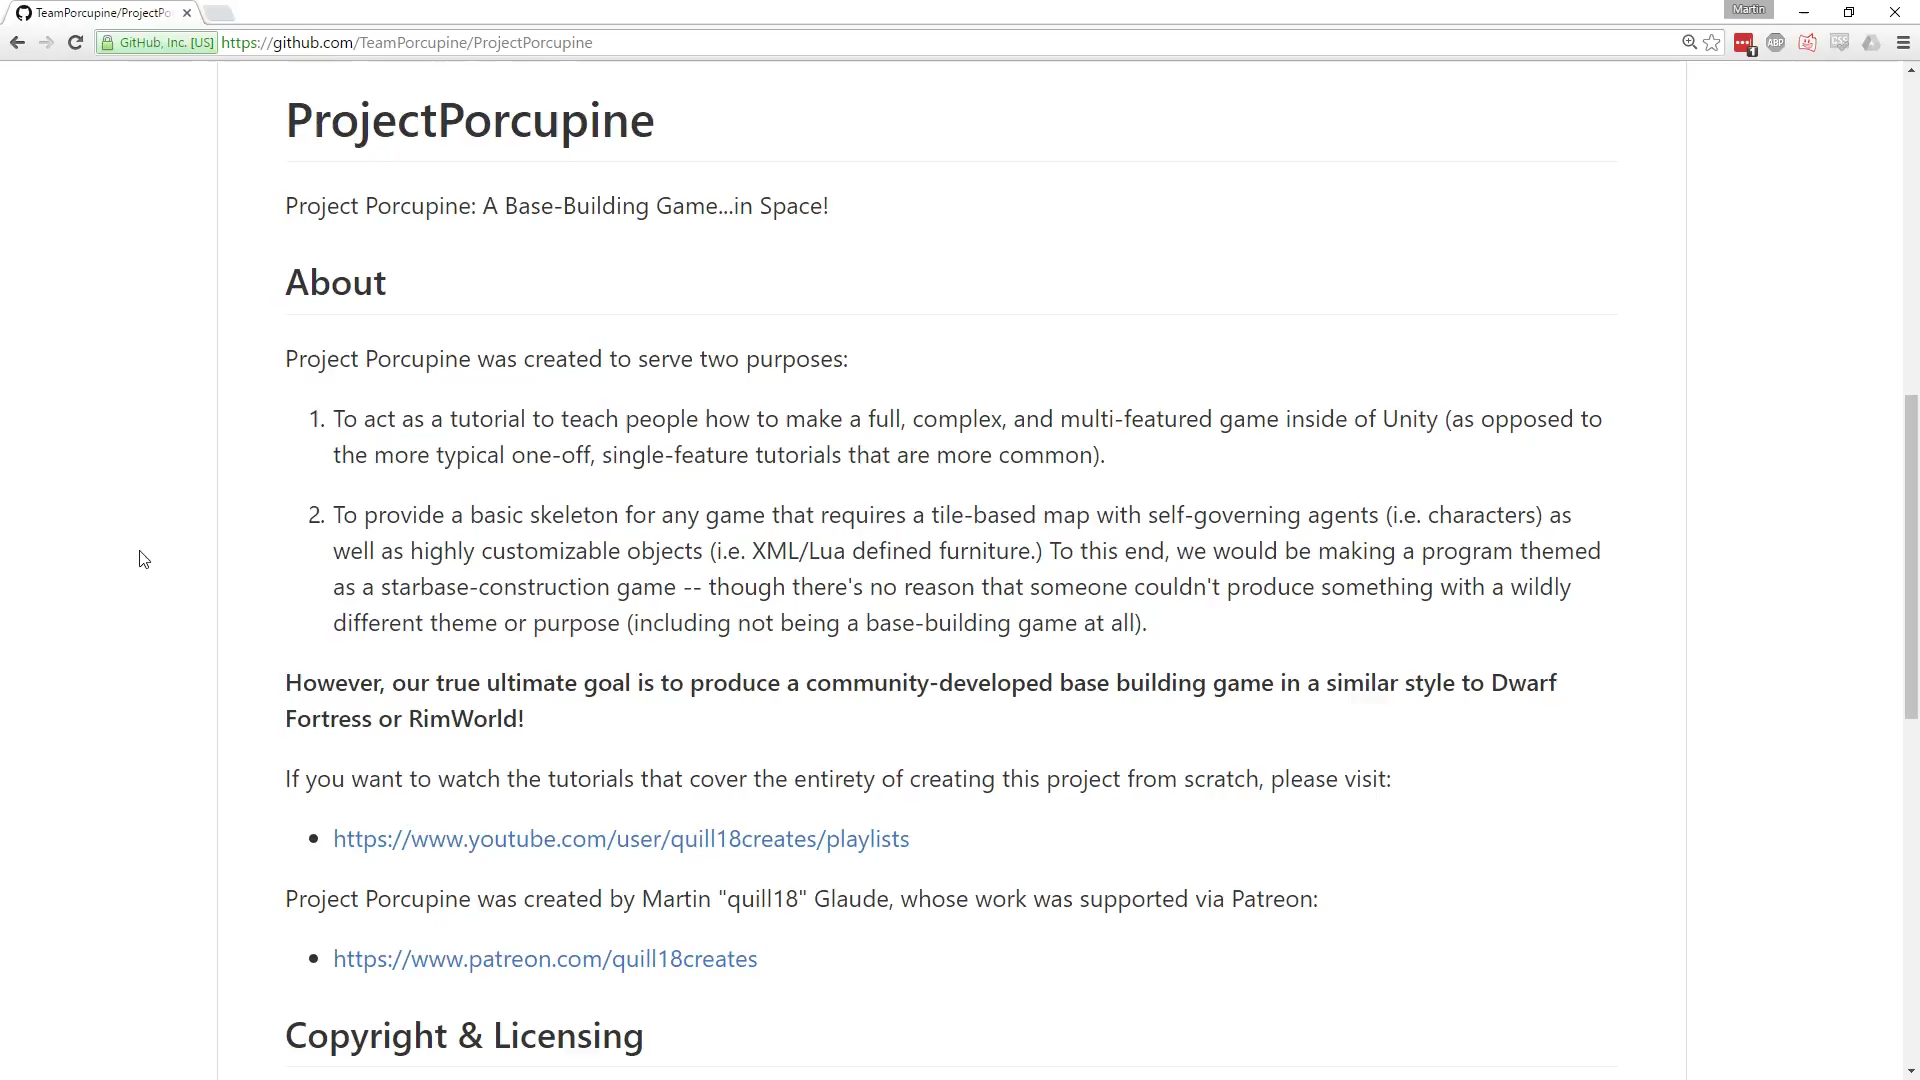 TeamPorcupine/ProjectPo
Martin
GitHub, Inc. [US] https://github.com/TeamPorcupine/ProjectPorcupine
1
ABP
CSS
ProjectPorcupine
Project Porcupine: A Base-Building Game...in Space!
About
Project Porcupine was created to serve two purposes:
1. To act as a tutorial to teach people how to make a full, complex, and multi-featured game inside of Unity (as opposed to
the more typical one-off, single-feature tutorials that are more common).
2. To provide a basic skeleton for any game that requires a tile-based map with self-governing agents (i.e. characters) as
well as highly customizable objects (i.e. XML/Lua defined furniture.) To this end, we would be making a program themed
as a starbase-construction game -- though there's no reason that someone couldn't produce something with a wildly
different theme or purpose (including not being a base-building game at all).
However, our true ultimate goal is to produce a community-developed base building game in a similar style to Dwarf
Fortress or RimWorld!
If you want to watch the tutorials that cover the entirety of creating this project from scratch, please visit:
• https://www.youtube.com/user/quill18creates/playlists
Project Porcupine was created by Martin "quill18" Glaude, whose work was supported via Patreon:
• https://www.patreon.com/quill18creates
Copyright & Licensing